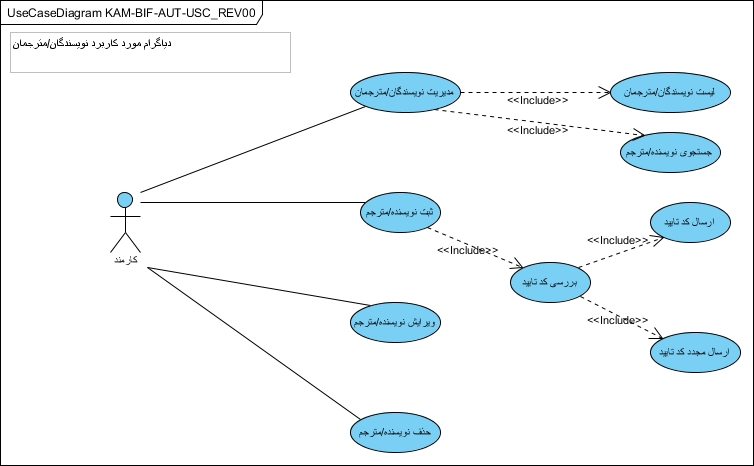 UseCaseDiagram KAM-BIF-AUT-USC_REV00
دیاگرام مورد کاربرد نویسندگان/مترجمان
مدیریت نویسندگان/مترجمان
<<Include>>
لیست نویسندگان/مترجمان
<<Include>>
جستجوی نویسنده/مترجم
ثبت نویسنده/مترجم
<<Include>>
ارسال کد تایید
<<Include>>
کارمند
بررسی کد تایید
<<Include>>
ویرایش نویسنده/مترجم
ارسال مجدد کد تایید
حذف نویسنده/مترجم